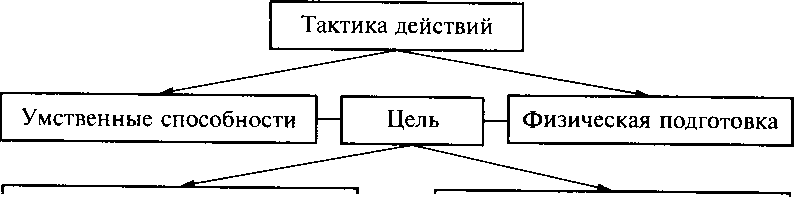 Тактика действий
Умственные способности
Цель
Физическая подготовка